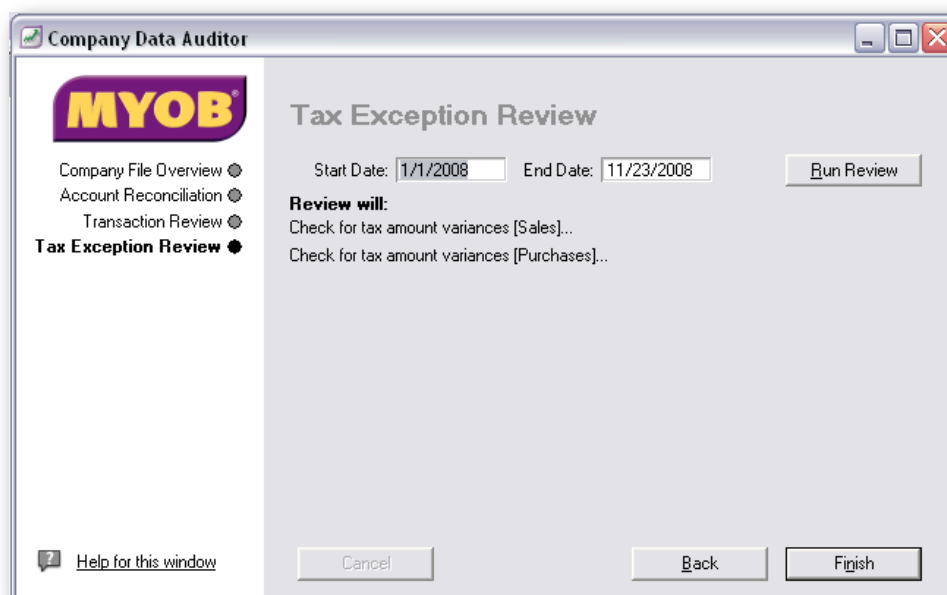 Company Data Auditor
MYOB®
Company File Overview
Account Reconciliation
Transaction Review
Tax Exception Review
Help for this window
Tax Exception Review
Start Date: 1/1/2008 End Date: 11/23/2008 Run Review
Review will:
Check for tax amount variances [Sales]...
Check for tax amount variances [Purchases]...
Cancel Back Finish